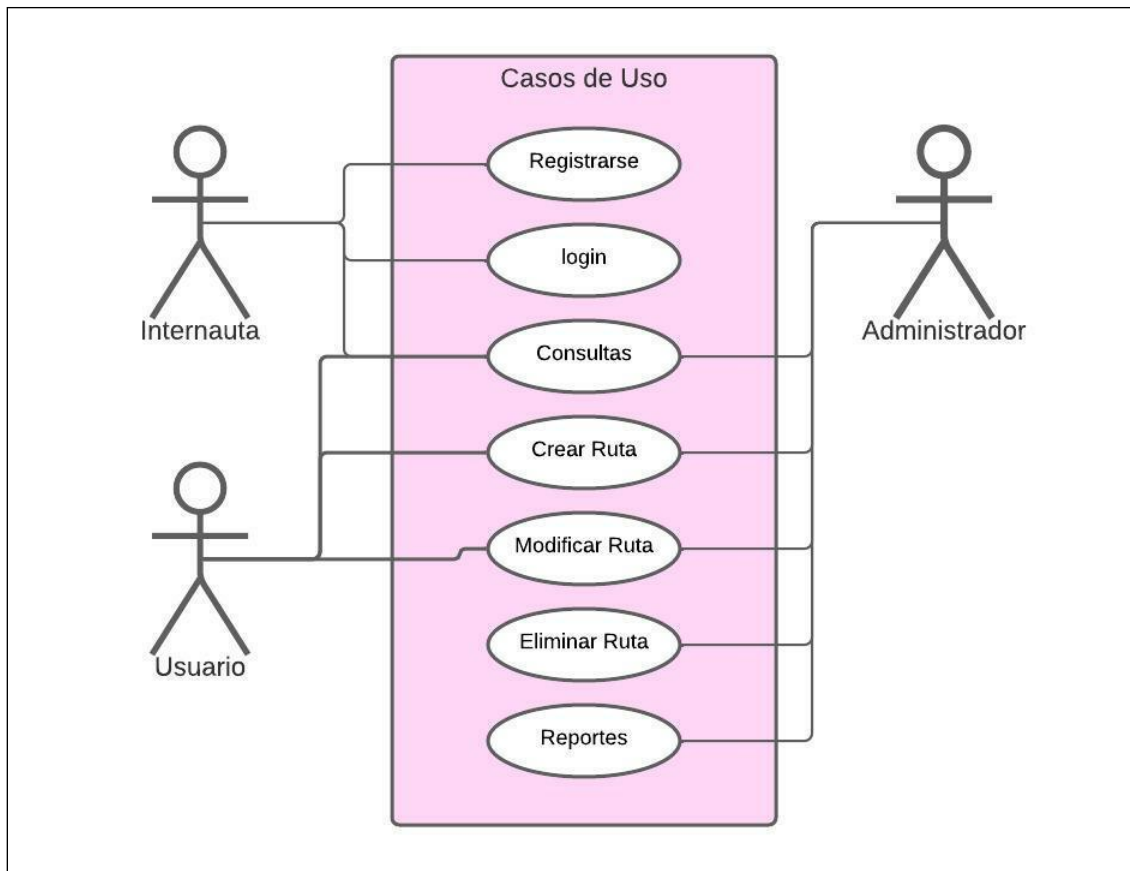 Casos de Uso
Registrarse
login
Internauta
Consultas
Administrador
Crear Ruta
Modificar Ruta
Eliminar Ruta
Usuario
Reportes